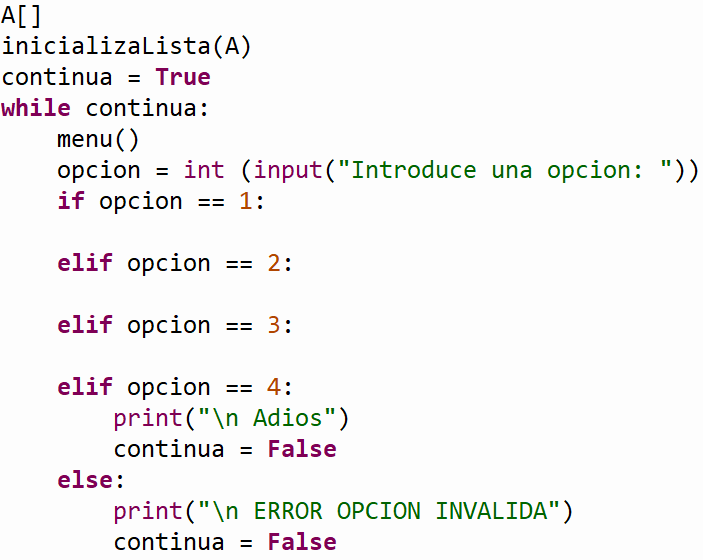 A[]
inicializaLista(A)
continua = True
while continua:
    menu()
    opcion = int (input("Introduce una opcion: "))
    if opcion == 1:
    elif opcion == 2:
    elif opcion == 3:
    elif opcion == 4:
        print("\n Adios")
        continua = False
    else:
        print("\n ERROR OPCION INVALIDA")
        continua = False